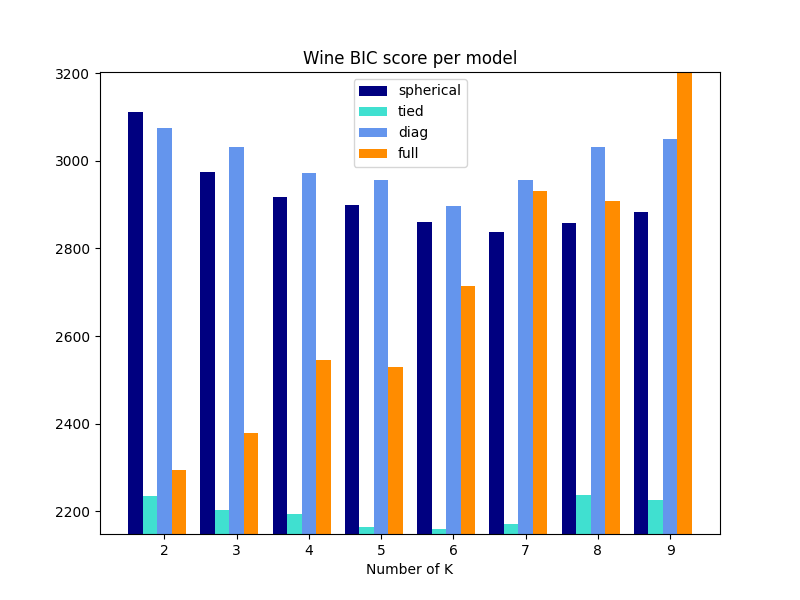 Wine BIC score per model
spherical
tied
diag
full
3200
3000
2800
2600
2400
2200
2 3 4 5 6 7 8 9
Number of K